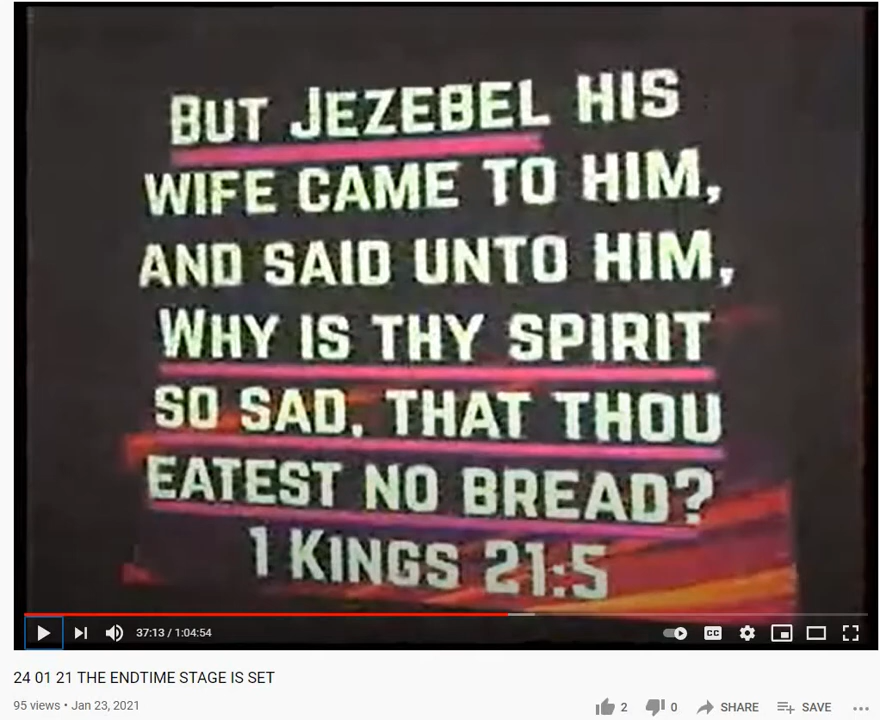 But Jezebel his
wife came to him,
and said unto him,
Why is thy spirit
so sad, that thou
eatest no bread?
1 Kings 21:5
37:13 / 1:04:54
CC
24 01 21 THE ENDTIME STAGE IS SET
95 views • Jan 23, 2021
2
0
SHARE
SAVE